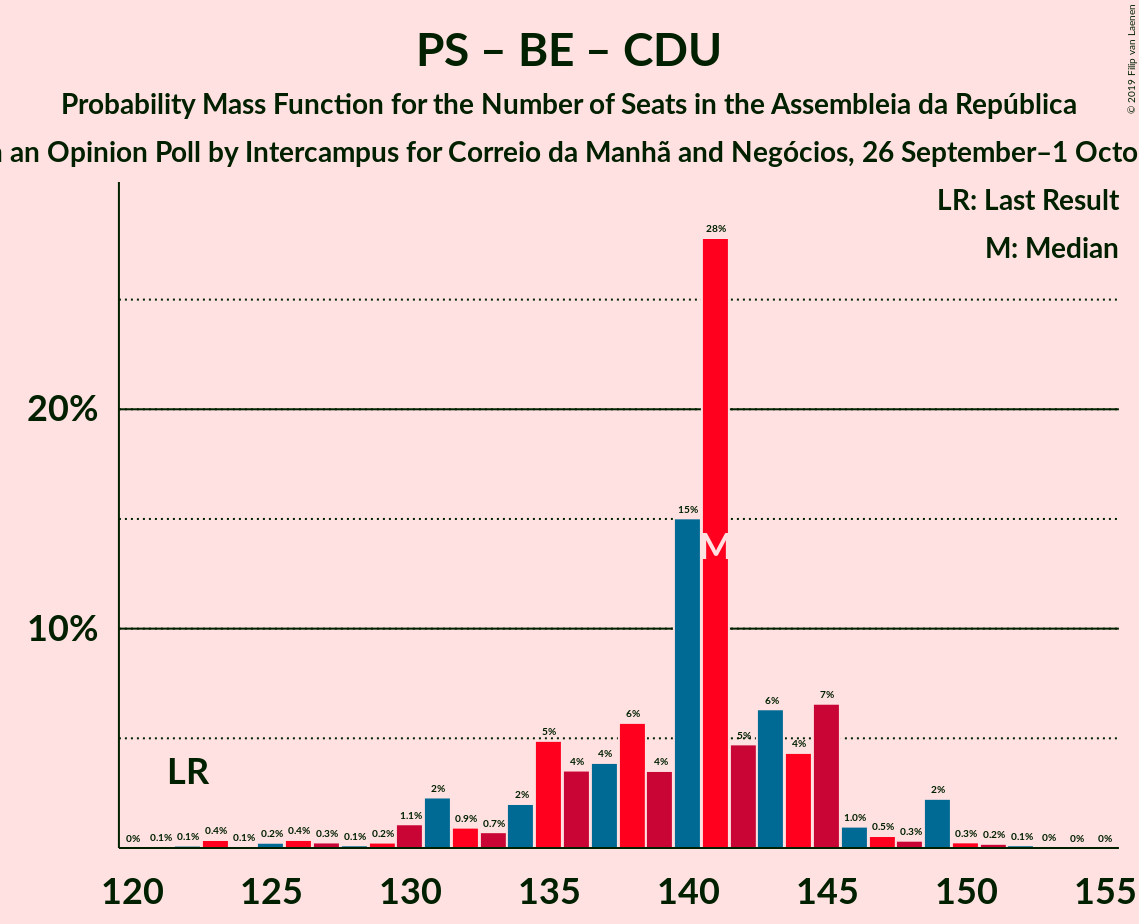 © 2019 Filip van Laenen
PS – BE – CDU
Probability Mass Function for the Number of Seats in the Assembleia da República
an Opinion Poll by Intercampus for Correio da Manhã and Negócios, 26 September–1 Octo
LR: Last Result
M: Median
28%
20%
15%
M
10%
7%
6%
6%
5%
5%
4%
4%
4%
4%
LR
2%
2%
2%
1.1%
1.0%
0.9%
0.7%
0.5%
0% 0.1% 0.1% 0.4% 0.1% 0.2% 0.4% 0.3% 0.1% 0.2% 0.3% 0.3% 0.2% 0.1% 0% 0% 0%
120 125 130 135 140 145 150 155